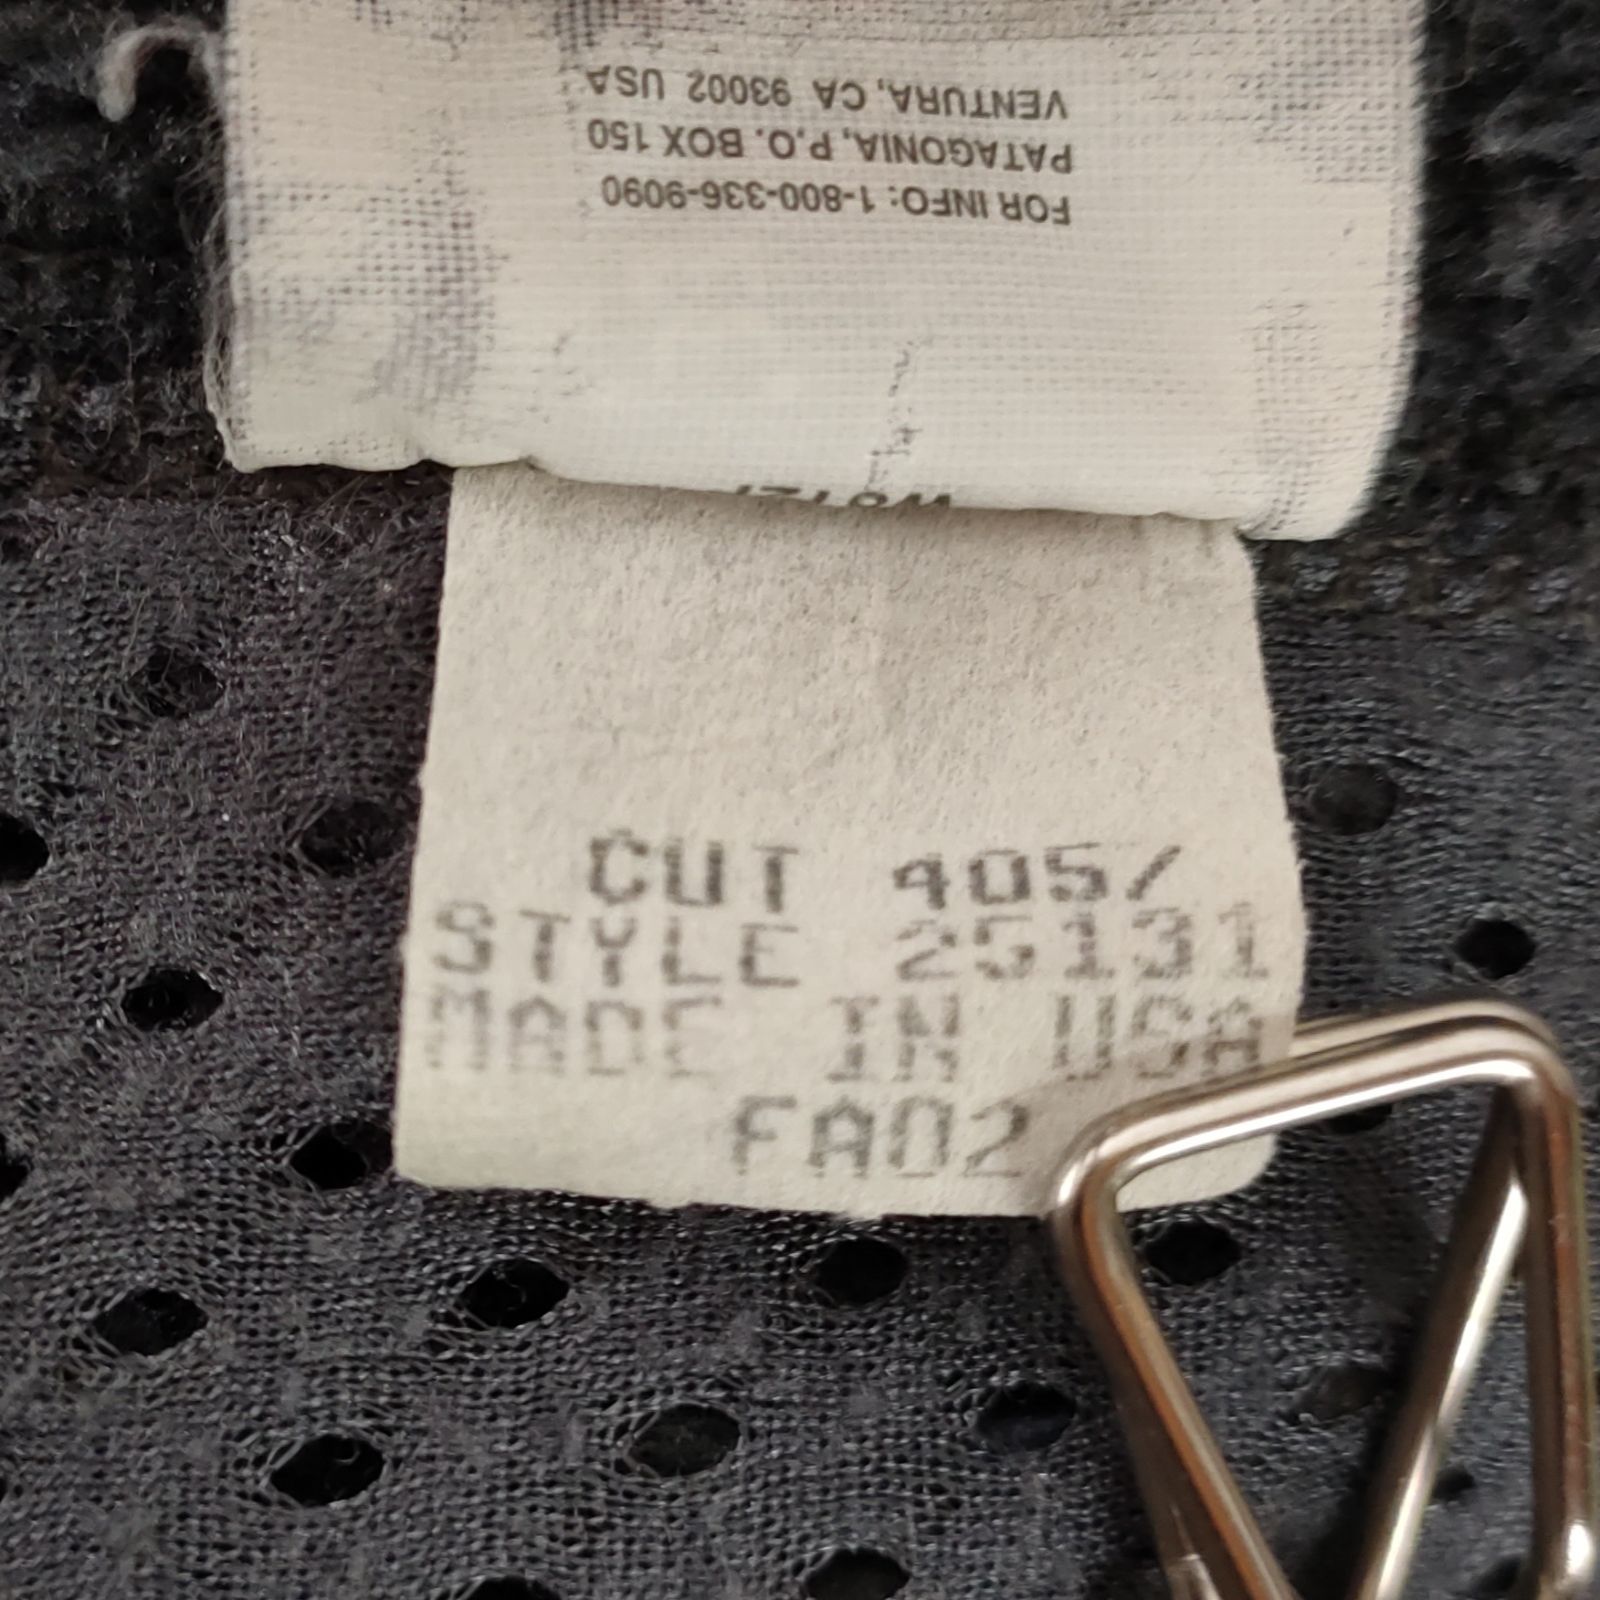 FOR INFO: 1-800-336-9090
PATAGONIA, P.O. BOX 150
VENTURA, CA 93002 USA
CUT 405/
STYLE 25131
MADE IN USA
FA02